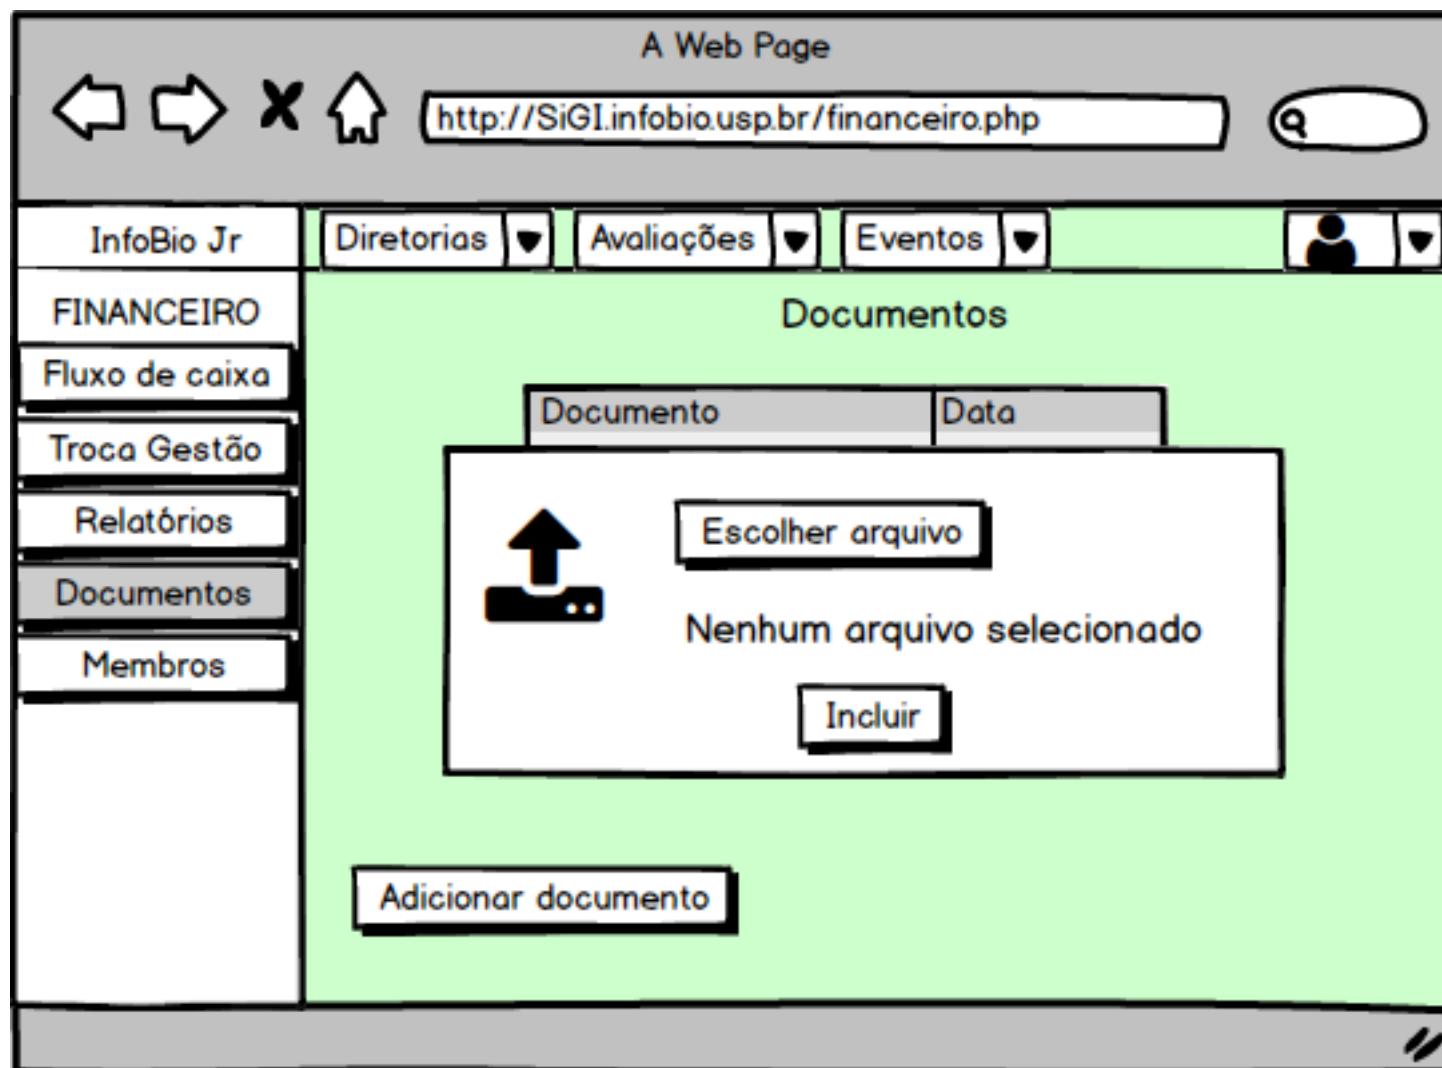 A Web Page
http://SiGI.infobio.usp.br/financeiro.php
InfoBio Jr
Diretorias
Avaliações
Eventos
FINANCEIRO
Fluxo de caixa
Troca Gestão
Relatórios
Documentos
Membros
Documentos
Documento
Data
Escolher arquivo
Nenhum arquivo selecionado
Incluir
Adicionar documento